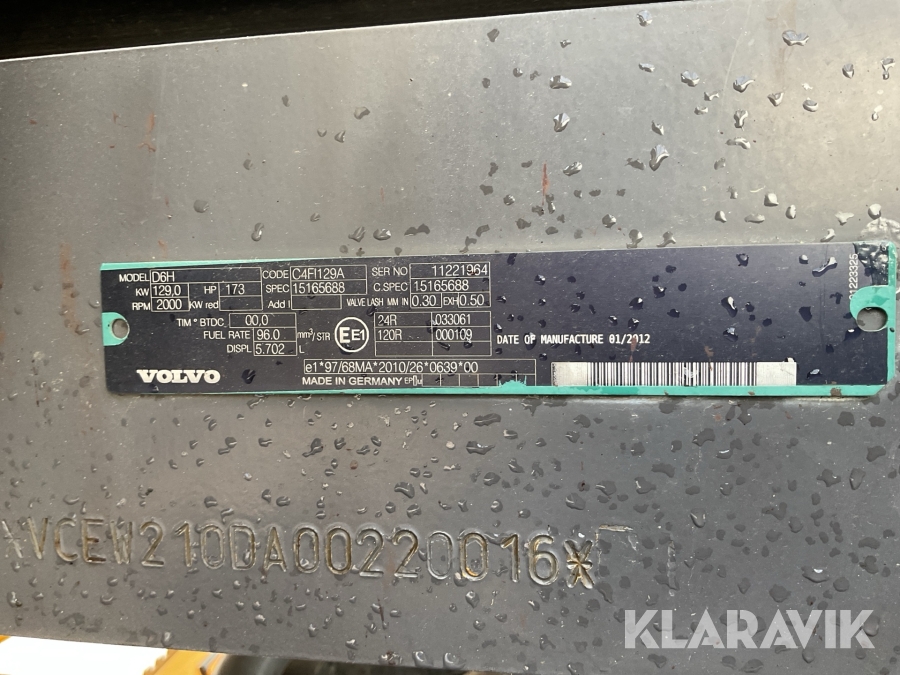 MODEL D6H CODE C4FI129A SER NO 11221964
KW 129,0 HP 173 SPEC 15165688 C.SPEC 15165688
RPM 2000 KW red Add I VALVE LASH MM IN 0.30 EXH 0.50
TIM° BTDC 00.0 24R 033061
FUEL RATE 96.0 mm³/STR E E1 120R 000109
DISPL 5.702 L
DATE OF MANUFACTURE 01/2012
e1*97/68MA*2010/26*0639*00
VOLVO MADE IN GERMANY
01223325
*VCEW210DA00220016*
KLARAVIK